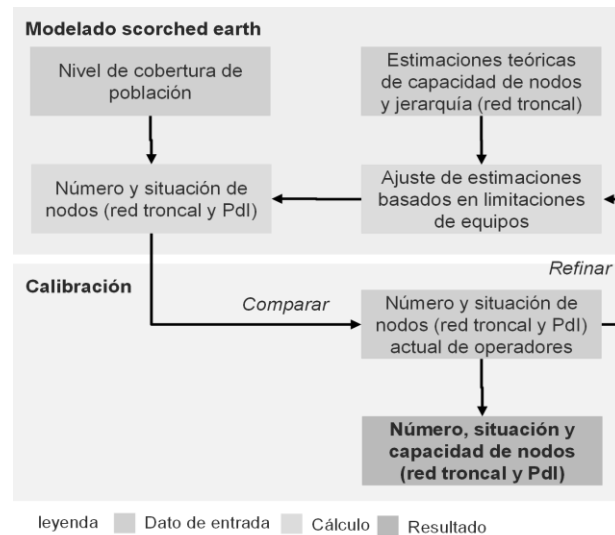 Modelado scorched earth
Nivel de cobertura de
población
Estimaciones teóricas
de capacidad de nodos
y jerarquía (red troncal)
Número y situación de
nodos (red troncal y PdI)
Ajuste de estimaciones
basados en limitaciones
de equipos
Refinar
Calibración
Comparar
Número y situación de
nodos (red troncal y PdI)
actual de operadores
Número, situación y
capacidad de nodos
(red troncal y PdI)
leyenda
Dato de entrada
Cálculo
Resultado